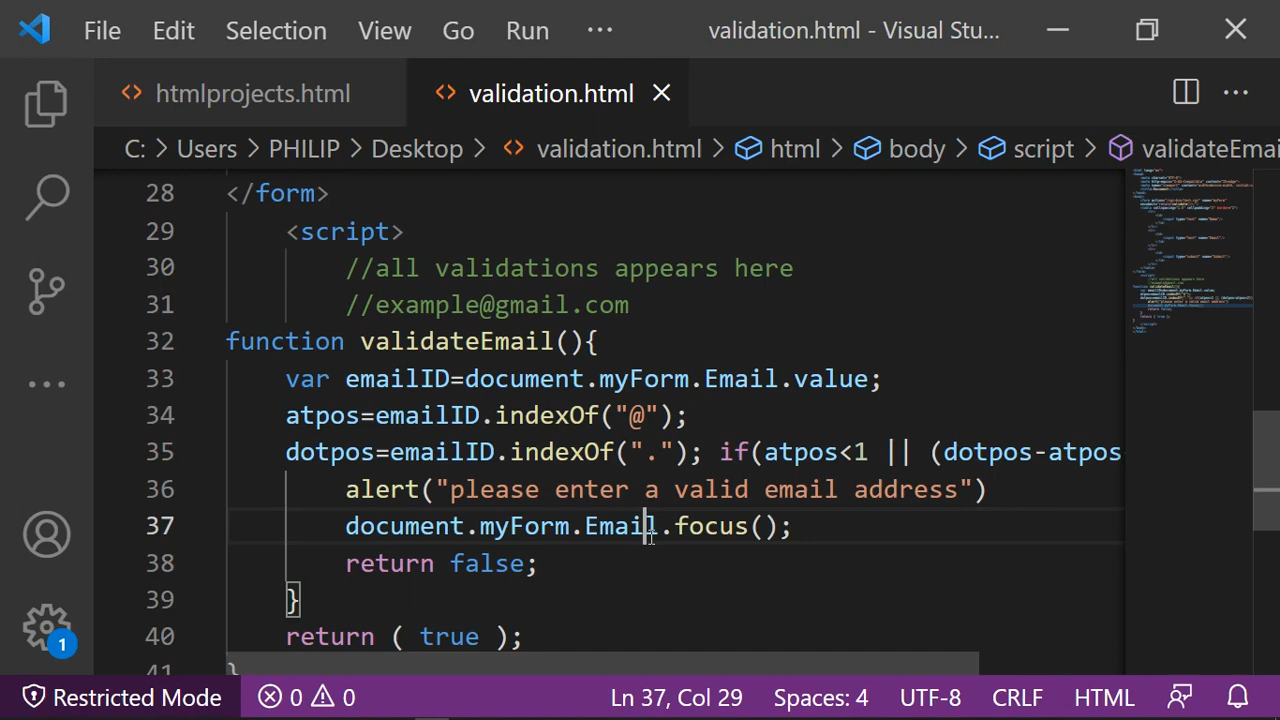 File Edit Selection View Go Run ··· validation.html - Visual Stu...
htmlprojects.html validation.html
C: > Users > PHILIP > Desktop > validation.html > html > body > script > validateEmai
28 </form>
29 <script>
30 //all validations appears here
31 //example@gmail.com
32 function validateEmail(){
33 var emailID=document.myForm.Email.value;
34 atpos=emailID.indexOf("@");
35 dotpos=emailID.indexOf("."); if(atpos<1 || (dotpos-atpos
36 alert("please enter a valid email address")
37 document.myForm.Email.focus();
38 return false;
39 }
40 return ( true );
41 }
1
Restricted Mode 0 0 Ln 37, Col 29 Spaces: 4 UTF-8 CRLF HTML